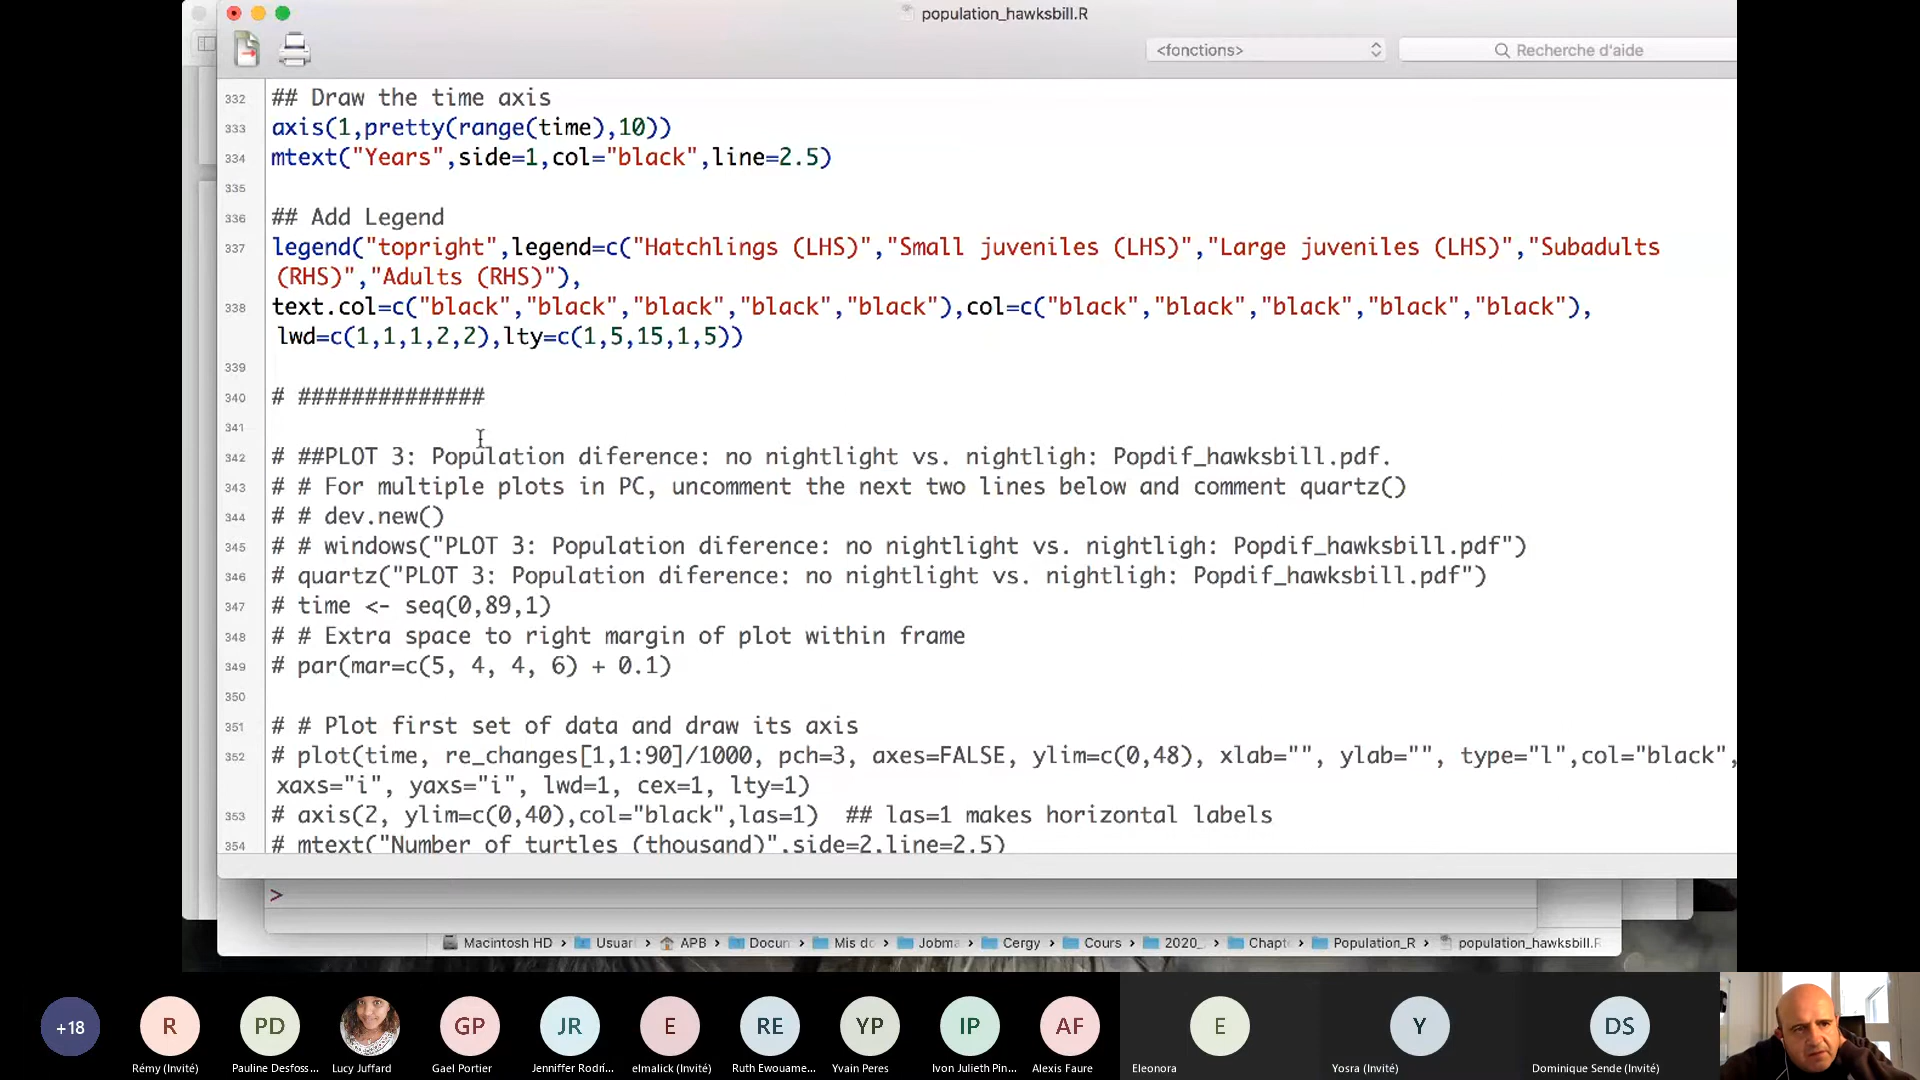 population_hawksbill.R
<fonctions>
Recherche d'aide
332 ## Draw the time axis
333 axis(1,pretty(range(time),10))
334 mtext("Years",side=1,col="black",line=2.5)
335
336 ## Add Legend
337 legend("topright",legend=c("Hatchlings (LHS)","Small juveniles (LHS)","Large juveniles (LHS)","Subadults
(RHS)","Adults (RHS)"),
338 text.col=c("black","black","black","black","black"),col=c("black","black","black","black","black"),
lwd=c(1,1,1,2,2),lty=c(1,5,15,1,5))
339
340 # ##############
341
342 # ##PLOT 3: Population diference: no nightlight vs. nightligh: Popdif_hawksbill.pdf.
343 # # For multiple plots in PC, uncomment the next two lines below and comment quartz()
344 # # dev.new()
345 # # windows("PLOT 3: Population diference: no nightlight vs. nightligh: Popdif_hawksbill.pdf")
346 # quartz("PLOT 3: Population diference: no nightlight vs. nightligh: Popdif_hawksbill.pdf")
347 # time <- seq(0,89,1)
348 # # Extra space to right margin of plot within frame
349 # par(mar=c(5, 4, 4, 6) + 0.1)
350
351 # # Plot first set of data and draw its axis
352 # plot(time, re_changes[1,1:90]/1000, pch=3, axes=FALSE, ylim=c(0,48), xlab="", ylab="", type="l",col="black",
xaxs="i", yaxs="i", lwd=1, cex=1, lty=1)
353 # axis(2, ylim=c(0,40),col="black",las=1)  ## las=1 makes horizontal labels
354 # mtext("Number of turtles (thousand)",side=2,line=2.5)
>
Macintosh HD › Usuar › APB › Docun › Mis do › Jobma › Cergy › Cours › 2020_ › Chapt › Population_R › population_hawksbill.R
+18 R PD GP JR E RE YP IP AF E Y DS
Rémy (Invité) Pauline Desfoss... Lucy Juffard Gael Portier Jenniffer Rodrí... elmalick (Invité) Ruth Ewouame... Yvain Peres Ivon Julieth Pin... Alexis Faure Eleonora Yosra (Invité) Dominique Sende (Invité)